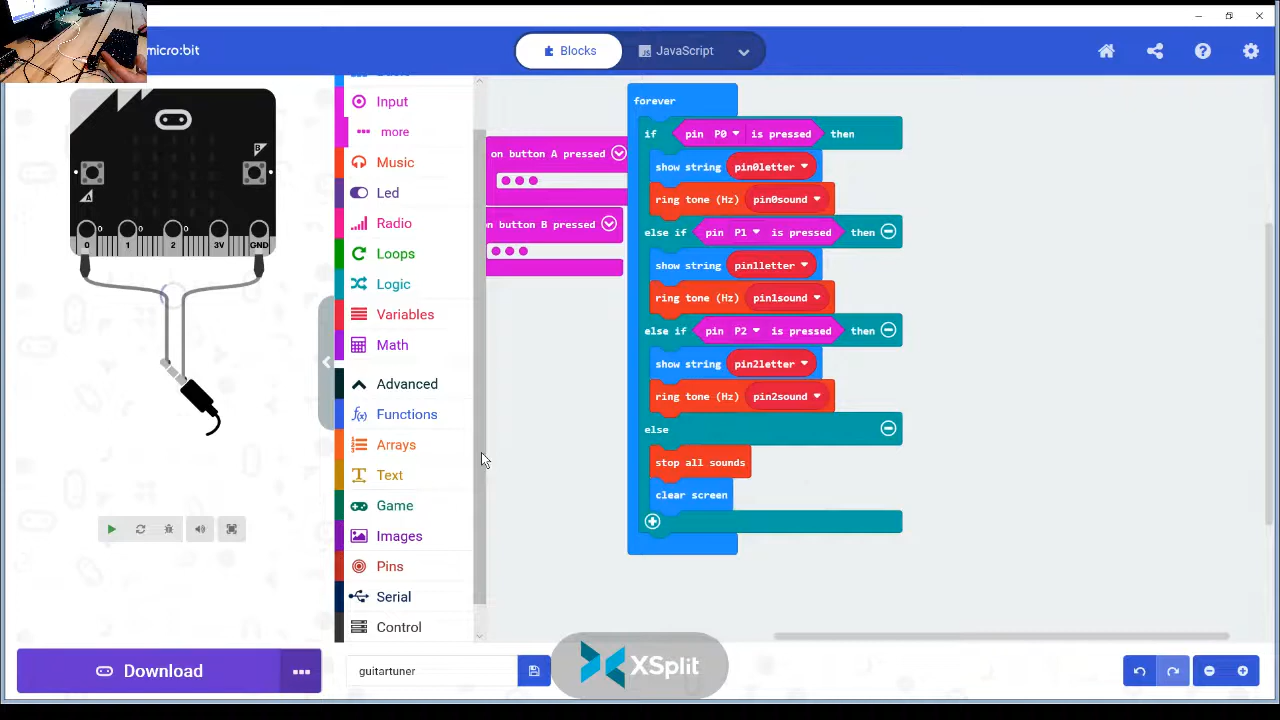 micro:bit
Blocks
JavaScript
Input
more
Music
Led
Radio
Loops
Logic
Variables
Math
Advanced
Functions
Arrays
Text
Game
Images
Pins
Serial
Control
A
B
0
1
2
3V
GND
0
0
0
on button A pressed
on button B pressed
forever
if pin P0 is pressed then
show string pin0letter
ring tone (Hz) pin0sound
else if pin P1 is pressed then
show string pin1letter
ring tone (Hz) pin1sound
else if pin P2 is pressed then
show string pin2letter
ring tone (Hz) pin2sound
else
stop all sounds
clear screen
Download
guitartuner
XSplit